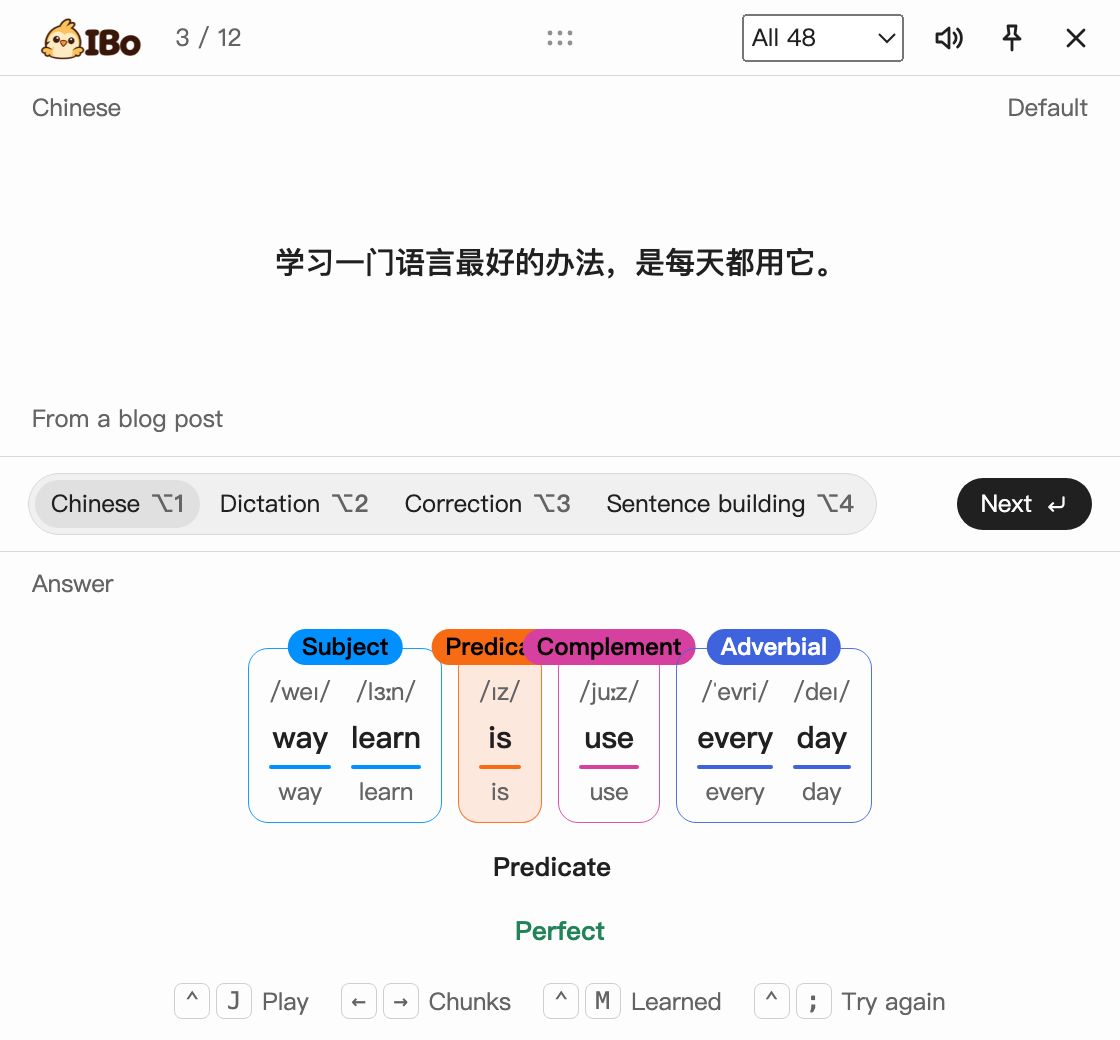 IBo 3 / 12 All 48
Chinese Default
学习一门语言最好的办法，是每天都用它。
From a blog post
Chinese ⌥1 Dictation ⌥2 Correction ⌥3 Sentence building ⌥4 Next ↵
Answer
Subject Predica Complement Adverbial
/weɪ/ /lɜːn/ /ɪz/ /juːz/ /ˈevri/ /deɪ/
way learn is use every day
way learn is use every day
Predicate
Perfect
^ J Play ← → Chunks ^ M Learned ^ ; Try again